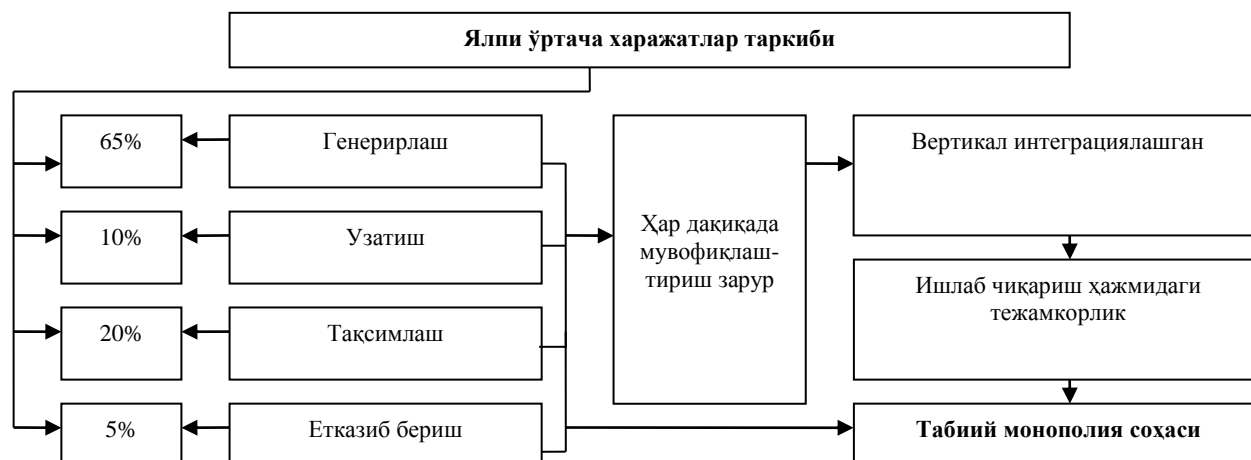 Ялпи ўртача харажатлар таркиби
65%
Генерирлаш
10%
Узатиш
20%
Тақсимлаш
5%
Етказиб бериш
Ҳар дақиқада
мувофиқлаш-
тириш зарур
Вертикал интеграциялашган
Ишлаб чиқариш ҳажмидаги
тежамкорлик
Табиий монополия соҳаси